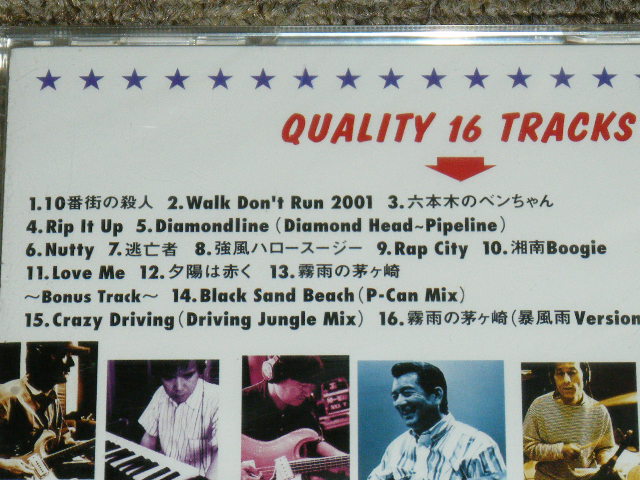 QUALITY 16 TRACKS
1.10番街の殺人 2.Walk Don't Run 2001 3.六本木のベンちゃん
4.Rip It Up 5.Diamondline (Diamond Head~Pipeline)
6.Nutty 7.逃亡者 8.強風ハロースージー 9.Rap City 10.湘南Boogie
11.Love Me 12.夕陽は赤く 13.霧雨の茅ヶ崎
〜Bonus Track〜 14.Black Sand Beach(P-Can Mix)
15.Crazy Driving(Driving Jungle Mix) 16.霧雨の茅ヶ崎(暴風雨Version